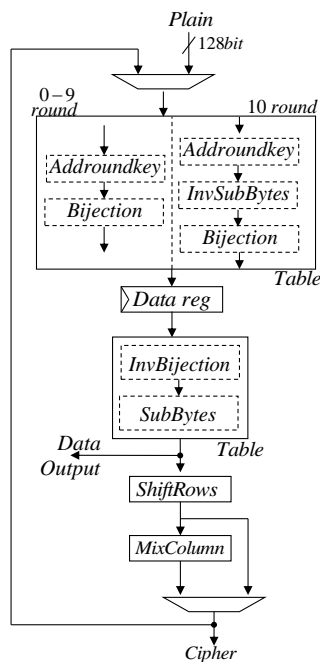 Plain
128bit
0–9
round
10 round
Addroundkey
Bijection
Addroundkey
InvSubBytes
Bijection
Table
Data reg
InvBijection
SubBytes
Table
Data
Output
ShiftRows
MixColumn
Cipher